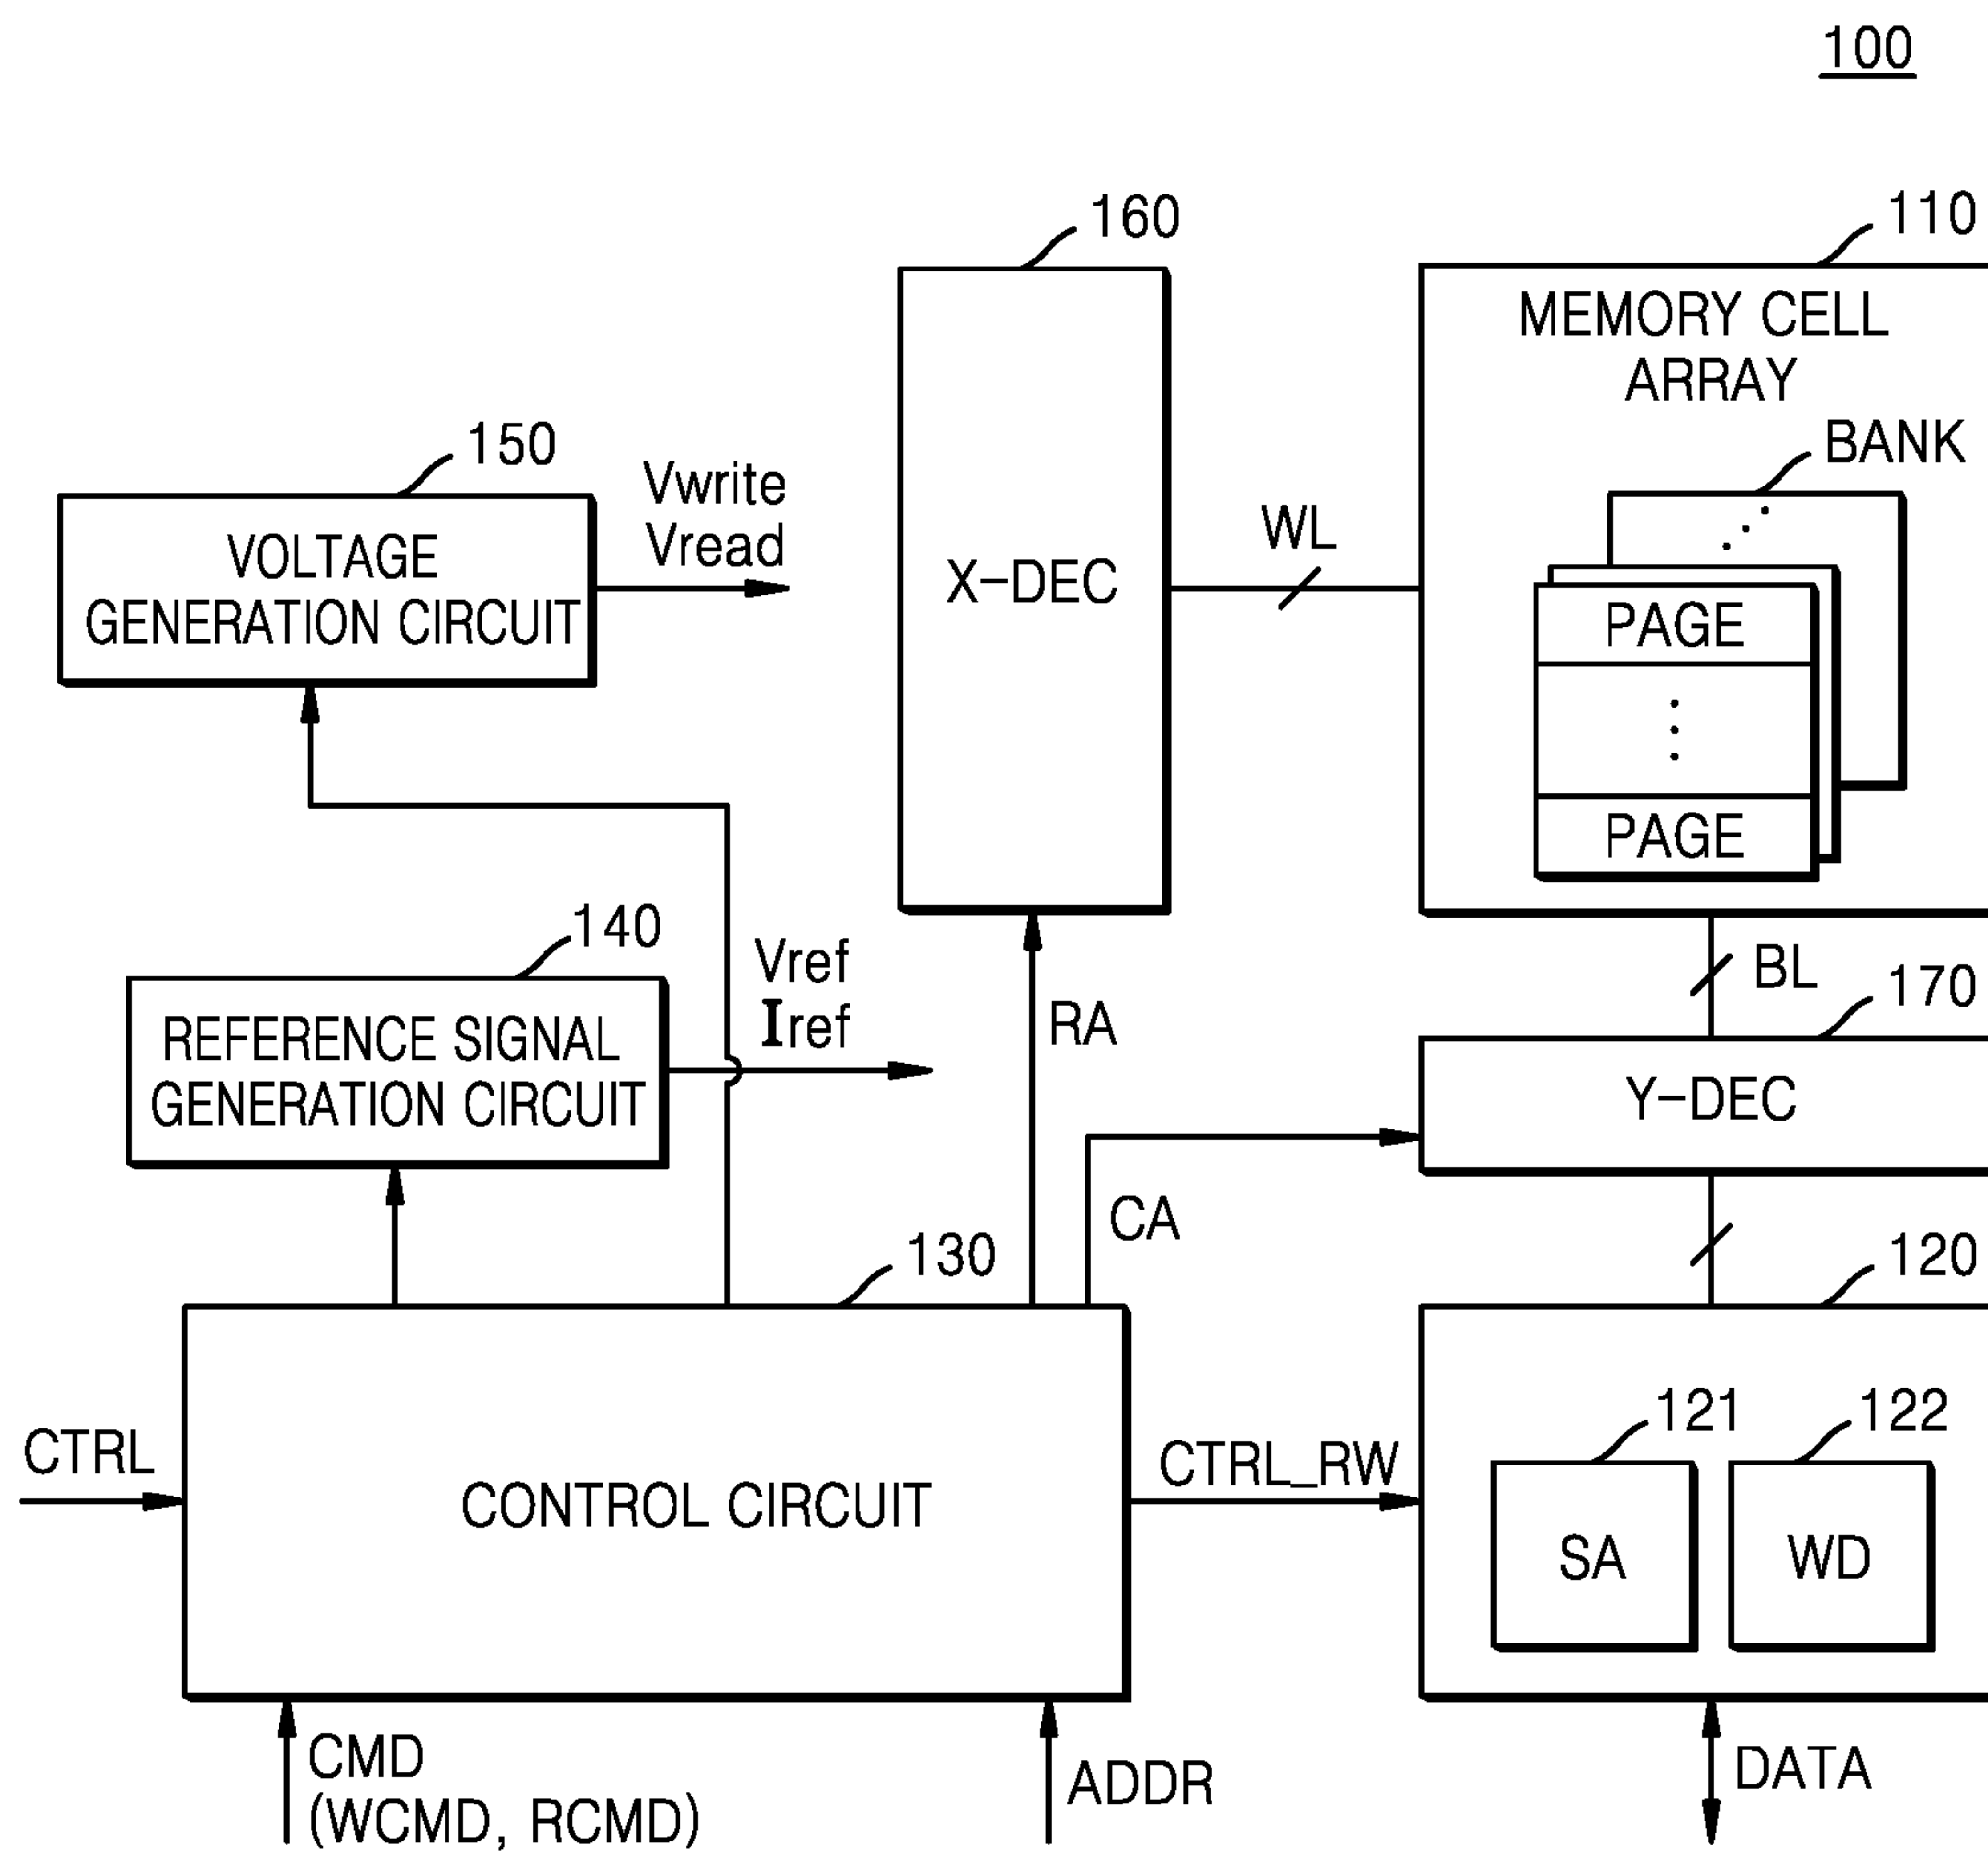 100
160
110
MEMORY CELL
ARRAY
BANK
150
Vwrite
Vread
VOLTAGE
GENERATION CIRCUIT
X-DEC
WL
PAGE
PAGE
140
Vref
Iref
REFERENCE SIGNAL
GENERATION CIRCUIT
RA
BL
170
Y-DEC
CA
130
120
CTRL
CONTROL CIRCUIT
CTRL_RW
121
122
SA
WD
CMD
(WCMD, RCMD)
ADDR
DATA